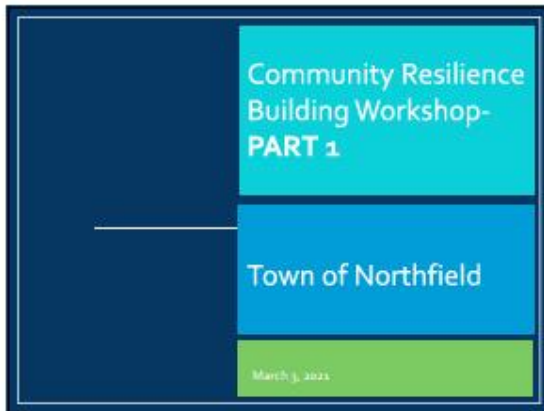 Community Resilience
Building Workshop-
PART 1
Town of Northfield
March 3, 2021